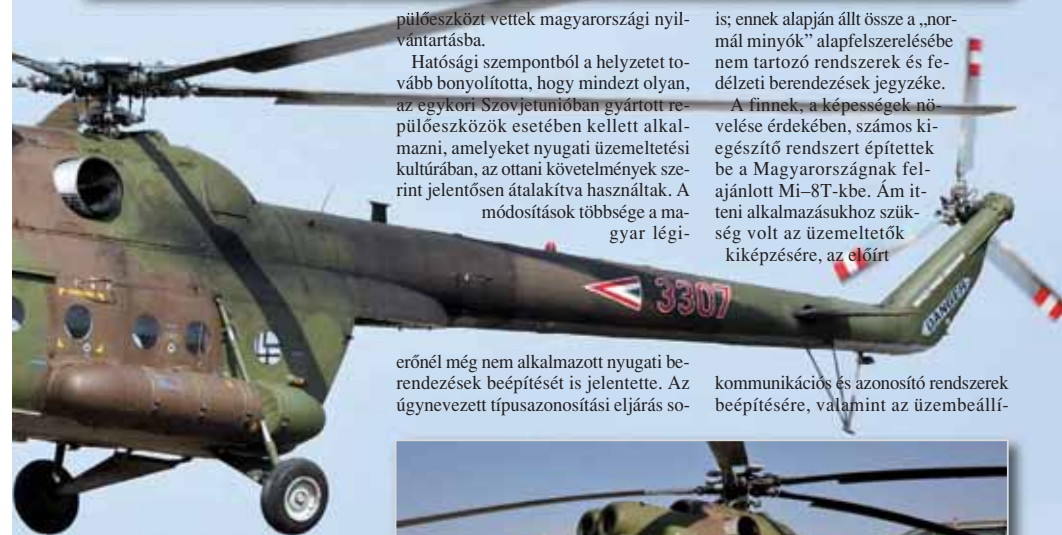 pülőeszközt vettek magyarországi nyil-
vántartásba.
Hatósági szempontból a helyzetet to-
vább bonyolította, hogy mindezt olyan,
az egykori Szovjetunióban gyártott re-
pülőeszközök esetében kellett alkal-
mazni, amelyeket nyugati üzemeltetési
kultúrában, az ottani követelmények sze-
rint jelentősen átalakítva használtak. A
módosítások többsége a ma-
gyar légi-
erőnél még nem alkalmazott nyugati be-
rendezések beépítését is jelentette. Az
úgynevezett típusazonosítási eljárás so-
is; ennek alapján állt össze a „nor-
mál minyók” alapfelszerelésébe
nem tartozó rendszerek és fe-
délzeti berendezések jegyzéke.
A finnek, a képességek nö-
velése érdekében, számos ki-
egészítő rendszert építettek
be a Magyarországnak fel-
ajánlott Mi–8T-kbe. Ám it-
teni alkalmazásukhoz szük-
ség volt az üzemeltetők
kiképzésére, az előírt
kommunikációs és azonosító rendszerek
beépítésére, valamint az üzembeállí-
3307
DANGER